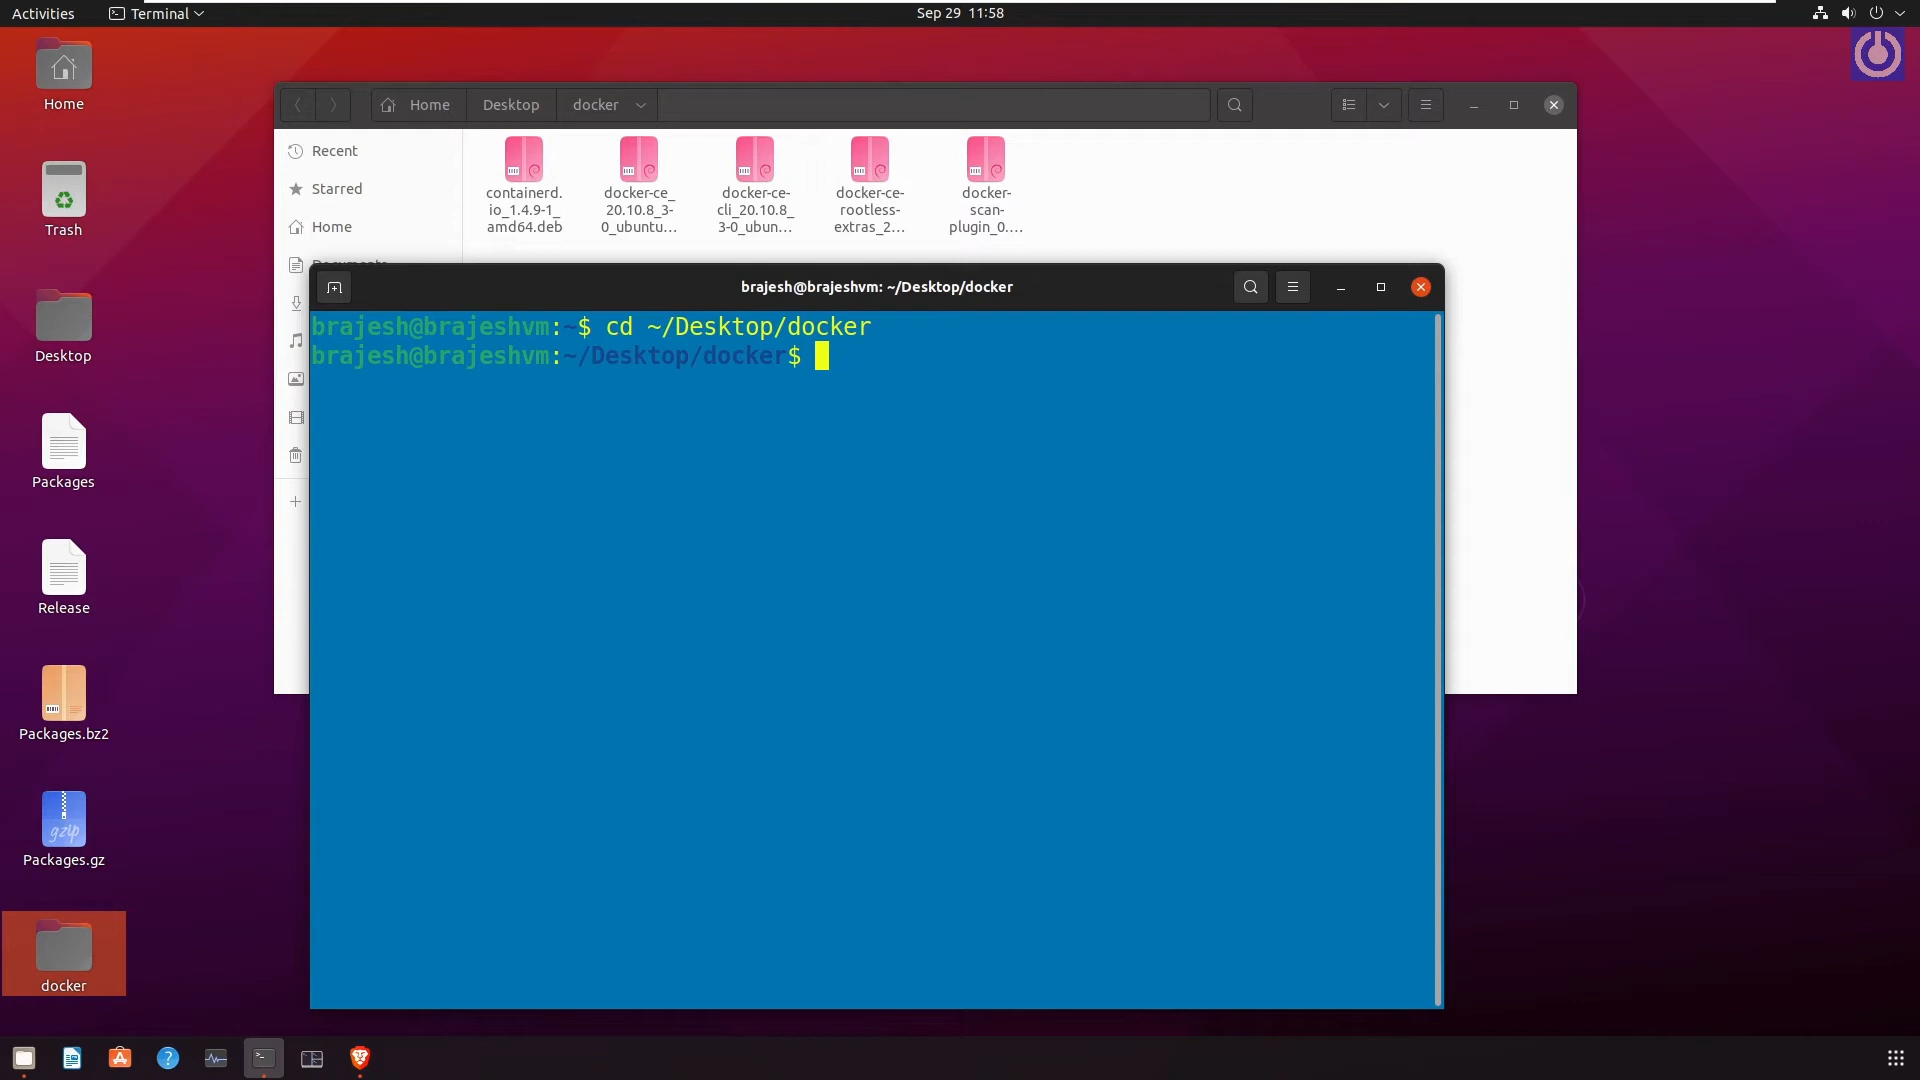 Activities
Terminal
Sep 29 11:58
Home
Trash
Desktop
Packages
Release
Packages.bz2
gzip
Packages.gz
docker
Home
Desktop
docker
Recent
Starred
Home
containerd.
io_1.4.9-1_
amd64.deb
docker-ce_
20.10.8_3-
0_ubuntu...
docker-ce-
cli_20.10.8_
3-0_ubun...
docker-ce-
rootless-
extras_2...
docker-
scan-
plugin_0....
brajesh@brajeshvm: ~/Desktop/docker
brajesh@brajeshvm:~$ cd ~/Desktop/docker
brajesh@brajeshvm:~/Desktop/docker$